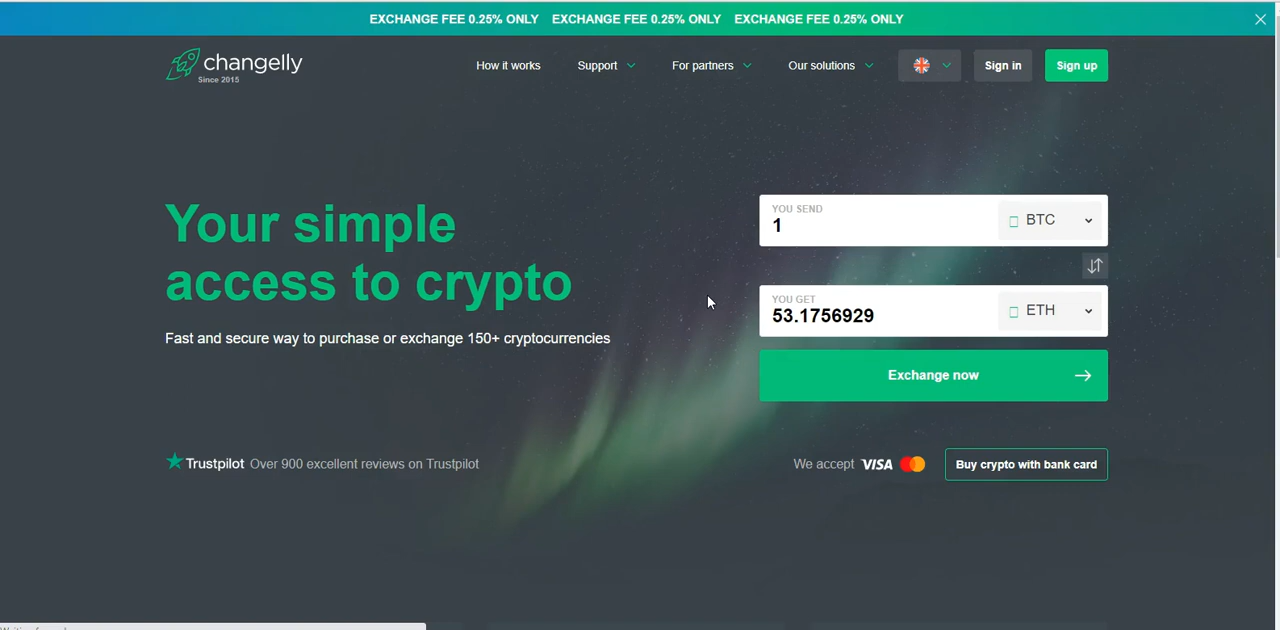 EXCHANGE FEE 0.25% ONLY EXCHANGE FEE 0.25% ONLY EXCHANGE FEE 0.25% ONLY
changelly
Since 2015
How it works Support For partners Our solutions Sign in Sign up
Your simple
access to crypto
Fast and secure way to purchase or exchange 150+ cryptocurrencies
YOU SEND
1 BTC
YOU GET
53.1756929 ETH
Exchange now
Trustpilot Over 900 excellent reviews on Trustpilot
We accept VISA Buy crypto with bank card